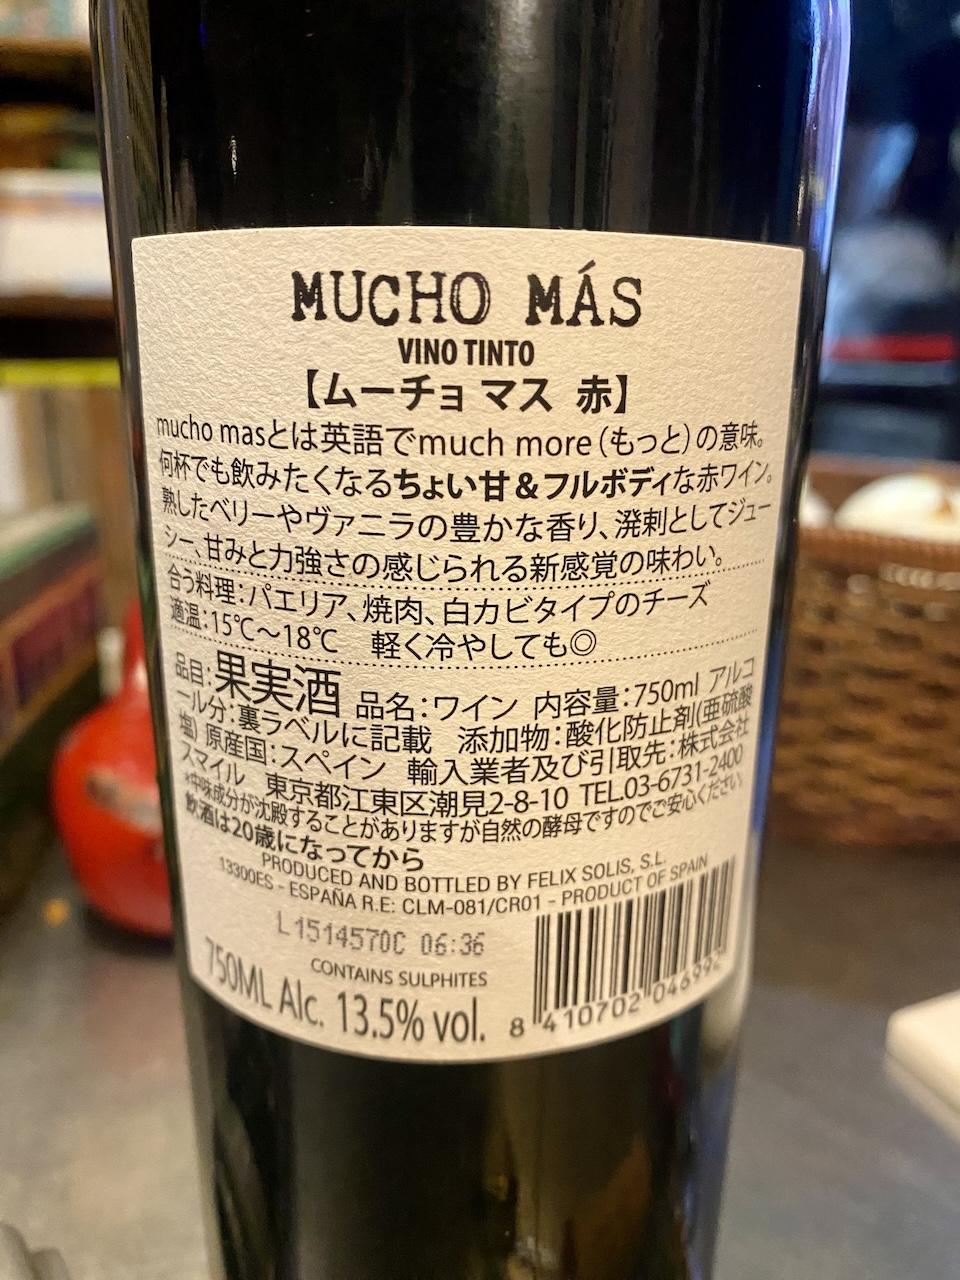 MUCHO MÁS
VINO TINTO
【ムーチョ マス 赤】
mucho masとは英語でmuch more（もっと）の意味。
何杯でも飲みたくなるちょい甘＆フルボディな赤ワイン。
熟したベリーやヴァニラの豊かな香り、溌剌としてジュー
シー、甘みと力強さの感じられる新感覚の味わい。
合う料理：パエリア、焼肉、白カビタイプのチーズ
適温：15℃〜18℃ 軽く冷やしても◎
品目：果実酒 品名：ワイン 内容量：750ml アルコ
ール分：裏ラベルに記載 添加物：酸化防止剤（亜硫酸
塩） 原産国：スペイン 輸入業者及び引取先：株式会社
スマイル 東京都江東区潮見2-8-10 TEL.03-6731-2400
*中味成分が沈殿することがありますが自然の酵母ですのでご安心ください
飲酒は20歳になってから
PRODUCED AND BOTTLED BY FELIX SOLIS, S.L.
13300ES - ESPAÑA R.E: CLM-081/CR01 - PRODUCT OF SPAIN
L1514570C 06:36
CONTAINS SULPHITES
750ML Alc. 13.5% vol.
8 410702 046992